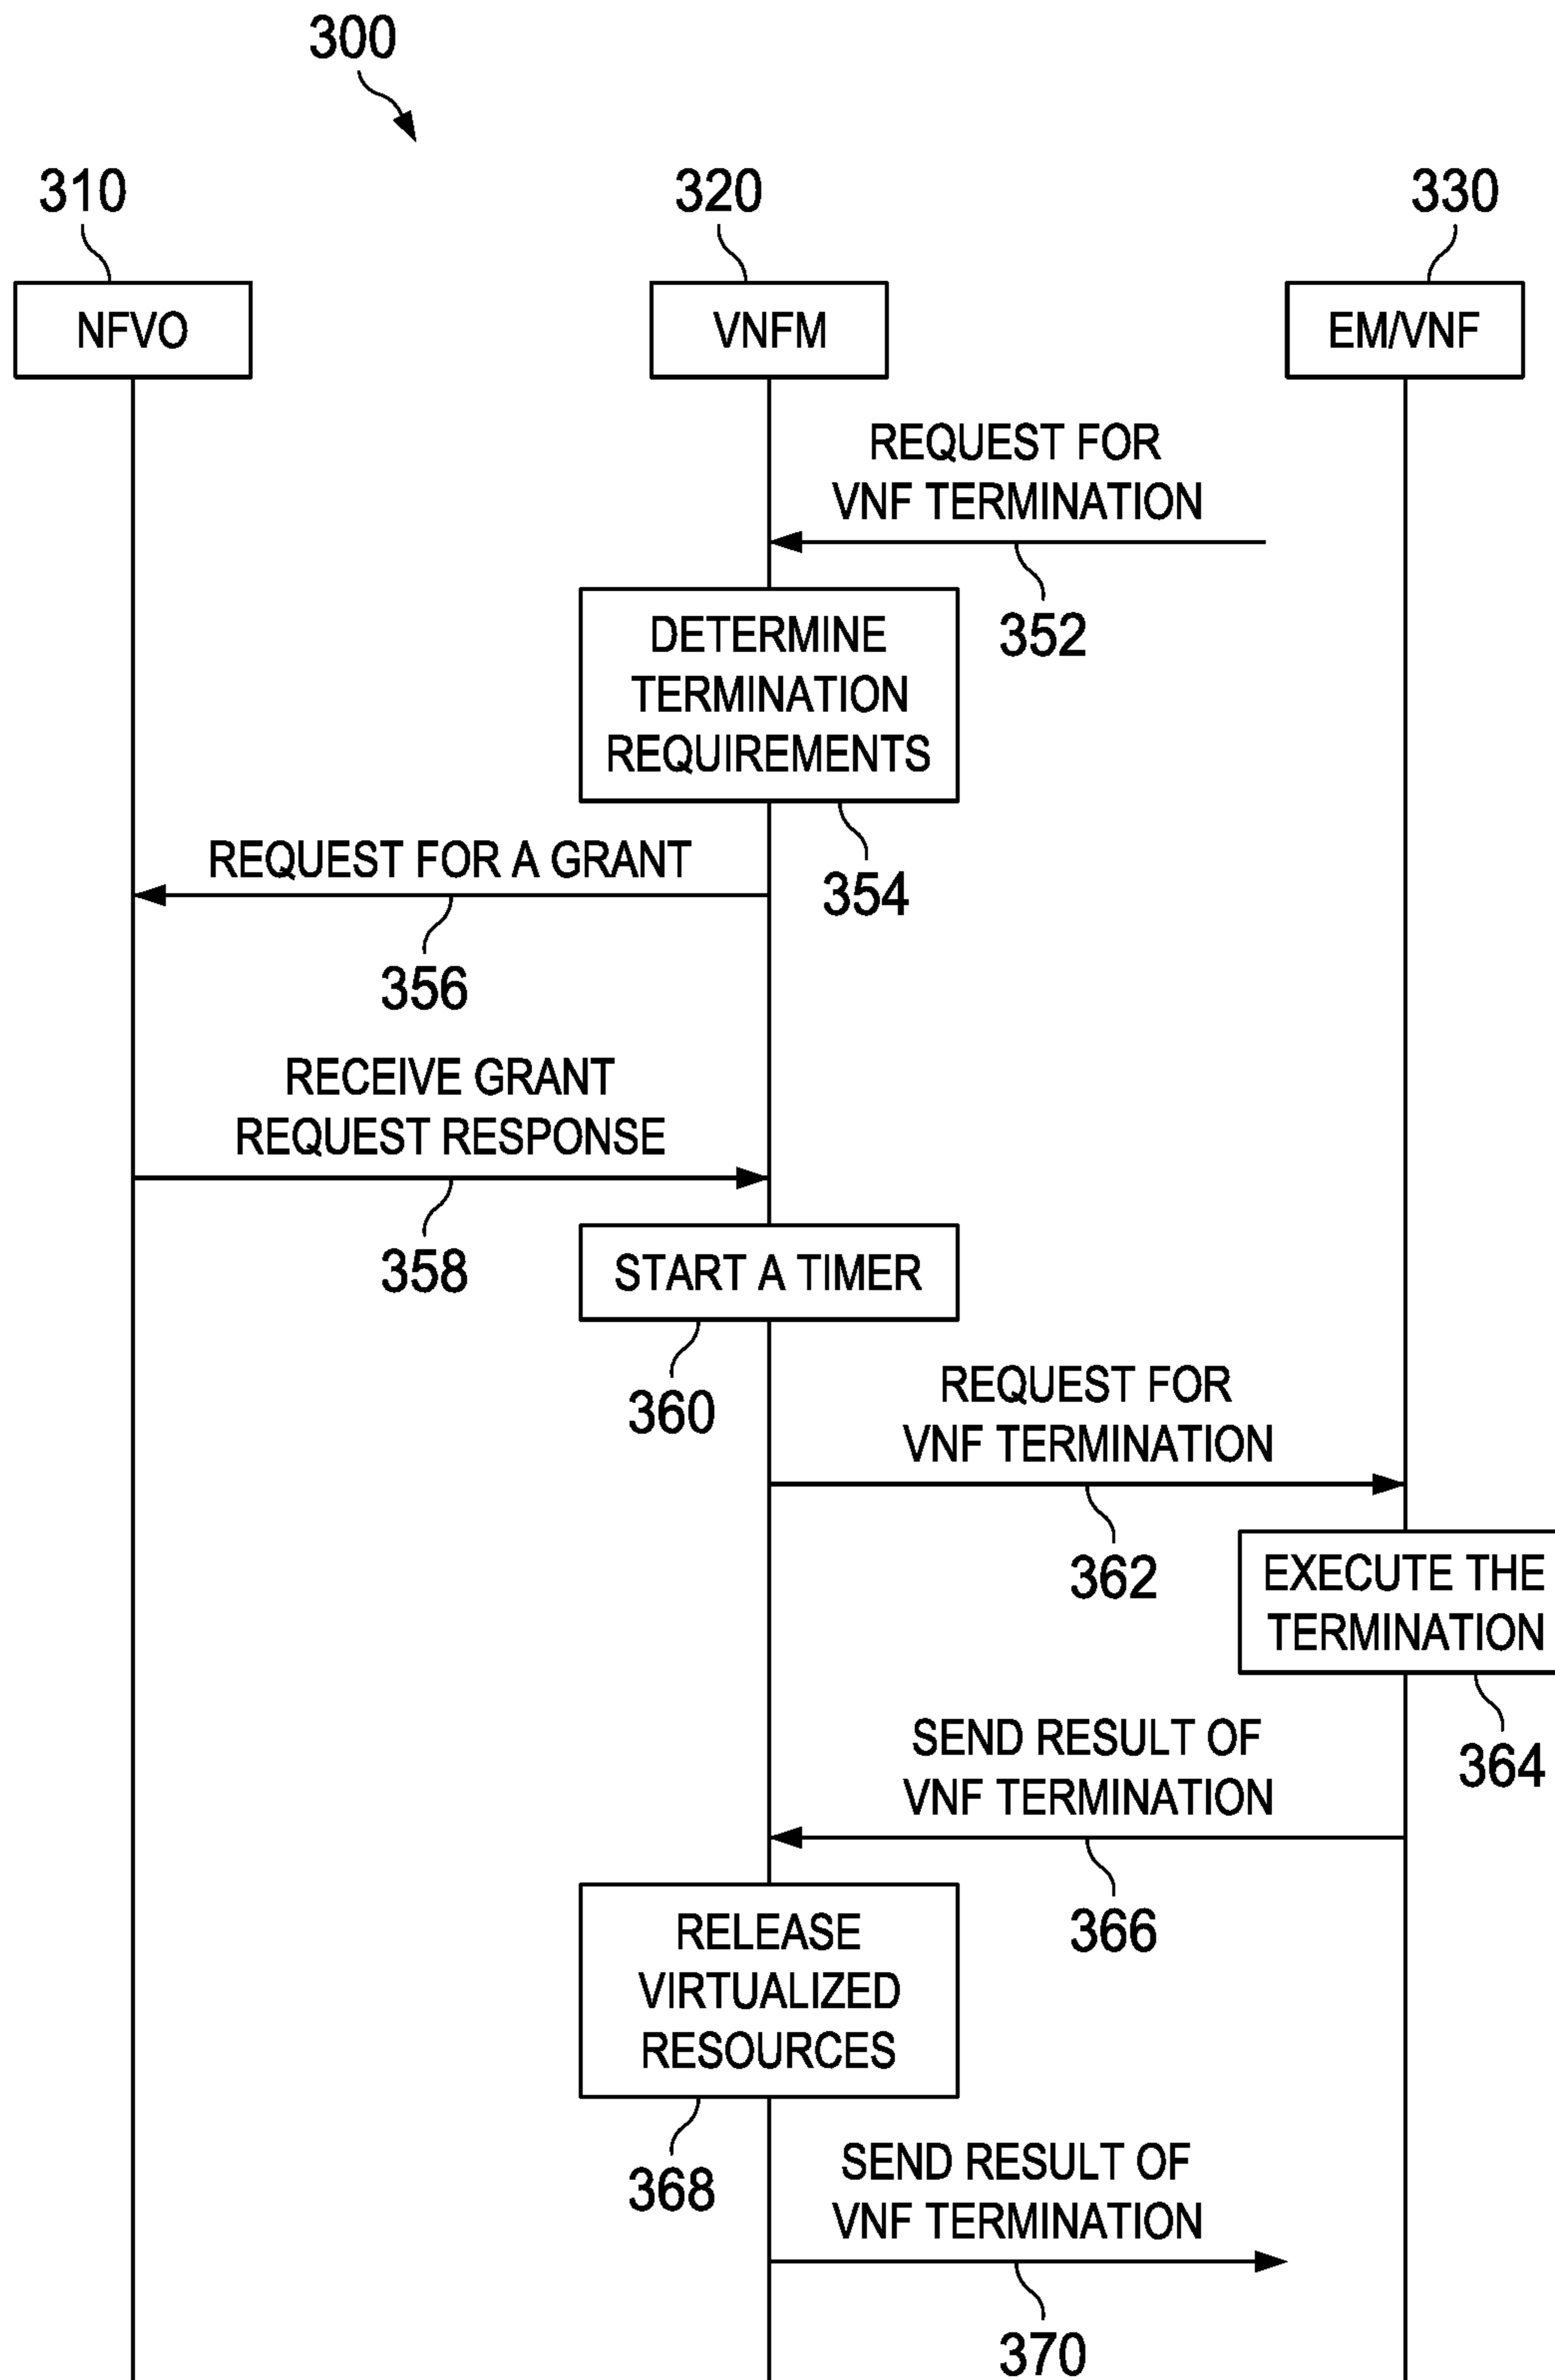 300
310
320
330
NFVO
VNFM
EM/VNF
REQUEST FOR
VNF TERMINATION
352
DETERMINE
TERMINATION
REQUIREMENTS
354
REQUEST FOR A GRANT
356
RECEIVE GRANT
REQUEST RESPONSE
358
START A TIMER
360
REQUEST FOR
VNF TERMINATION
362
EXECUTE THE
TERMINATION
364
SEND RESULT OF
VNF TERMINATION
366
RELEASE
VIRTUALIZED
RESOURCES
368
SEND RESULT OF
VNF TERMINATION
370